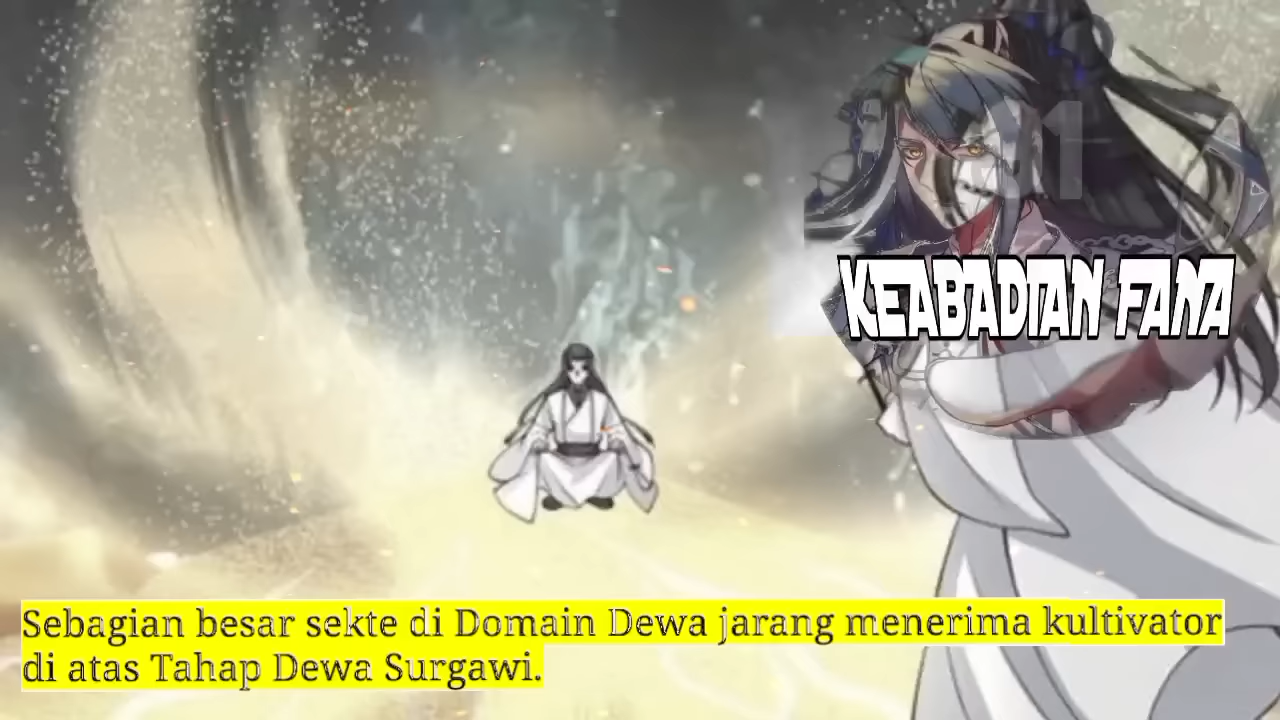 KEABADIAN FANA
Sebagian besar sekte di Domain Dewa jarang menerima kultivator
di atas Tahap Dewa Surgawi.